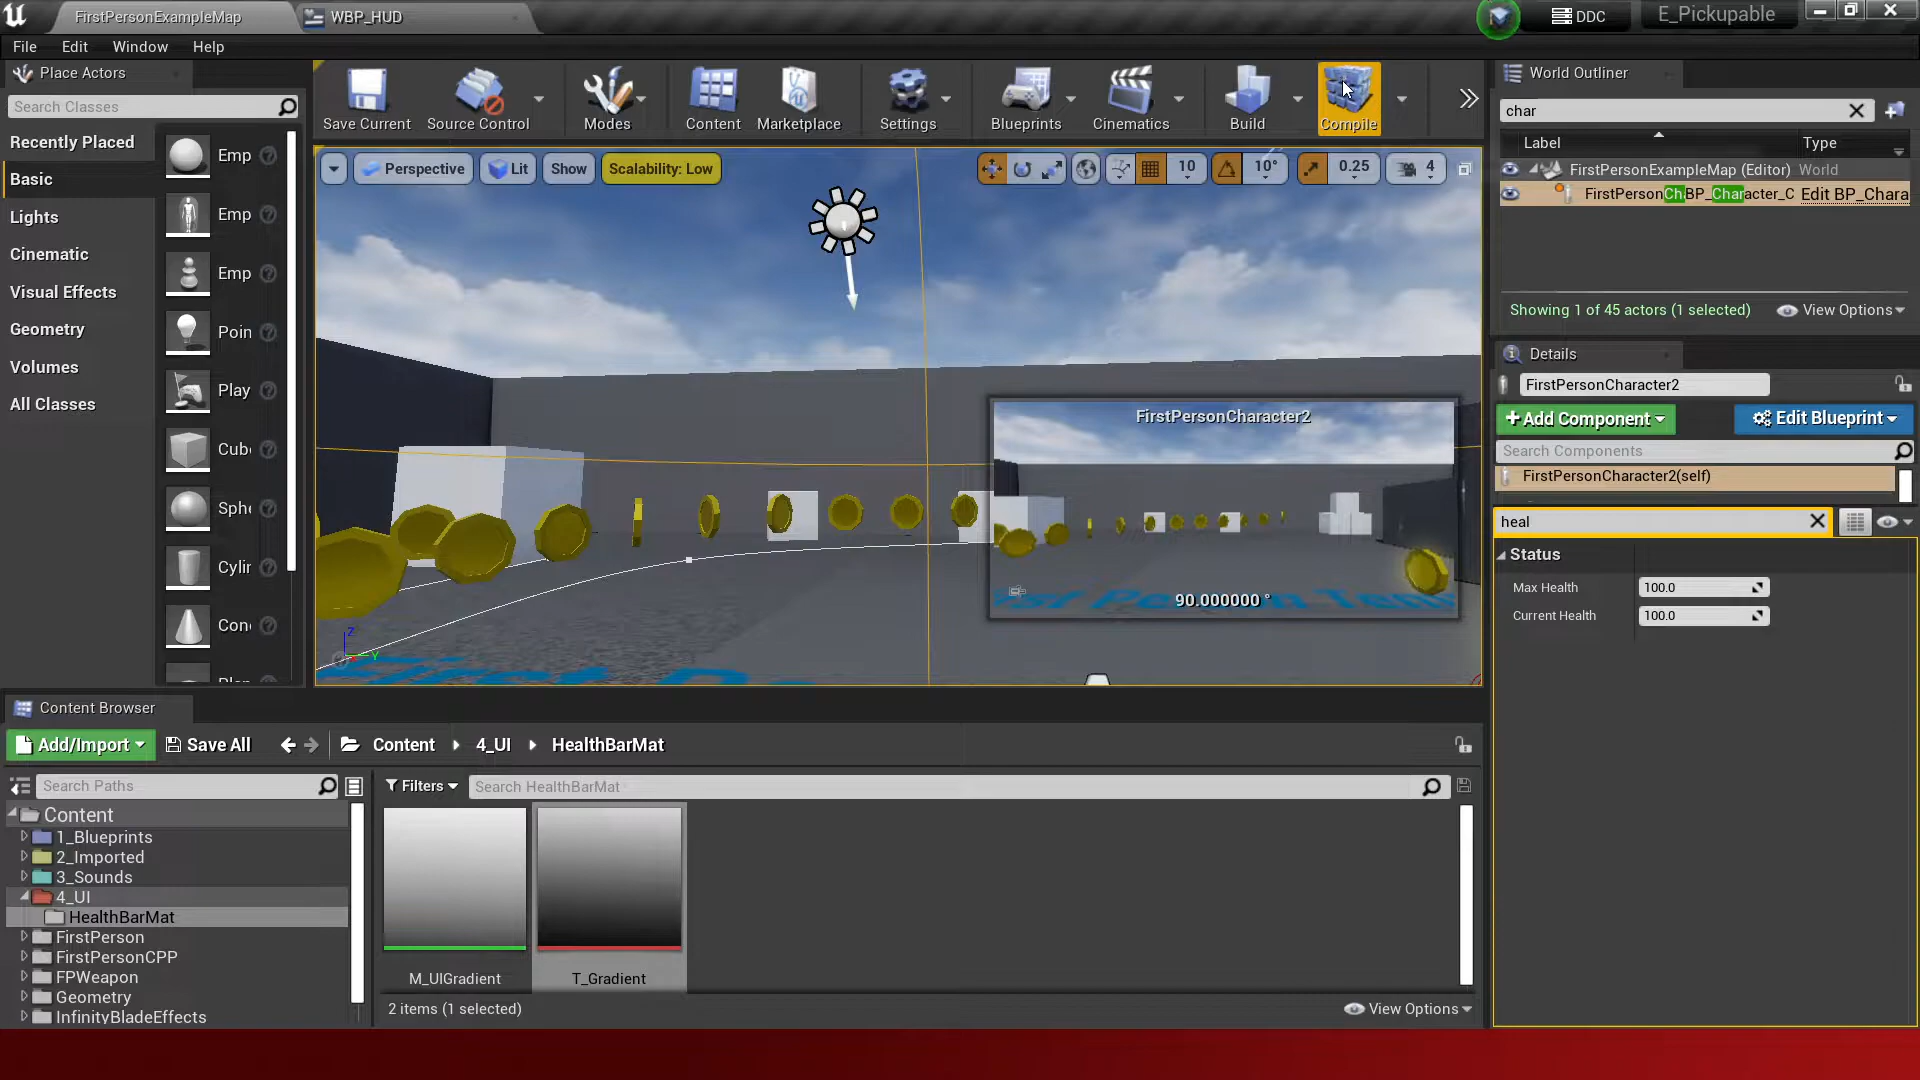 FirstPersonExampleMap
WBP_HUD
DDC
E_Pickupable
File Edit Window Help
Place Actors
Search Classes
Recently Placed
Basic
Lights
Cinematic
Visual Effects
Geometry
Volumes
All Classes
Emp
Emp
Emp
Poin
Play
Cub
Sphe
Cylir
Con
Save Current
Source Control
Modes
Content
Marketplace
Settings
Blueprints
Cinematics
Build
Compile
Perspective
Lit
Show
Scalability: Low
10
10°
0.25
4
FirstPersonCharacter2
90.000000 °
Z
Y
World Outliner
char
Label
Type
FirstPersonExampleMap (Editor) World
FirstPersonCh BP_Character_C Edit BP_Chara
Showing 1 of 45 actors (1 selected)
View Options
Details
FirstPersonCharacter2
+Add Component
Edit Blueprint
Search Components
FirstPersonCharacter2(self)
heal
Status
Max Health 100.0
Current Health 100.0
Content Browser
Add/Import
Save All
Content
4_UI
HealthBarMat
Search Paths
Filters
Search HealthBarMat
Content
1_Blueprints
2_Imported
3_Sounds
4_UI
HealthBarMat
FirstPerson
FirstPersonCPP
FPWeapon
Geometry
InfinityBladeEffects
M_UIGradient
T_Gradient
2 items (1 selected)
View Options